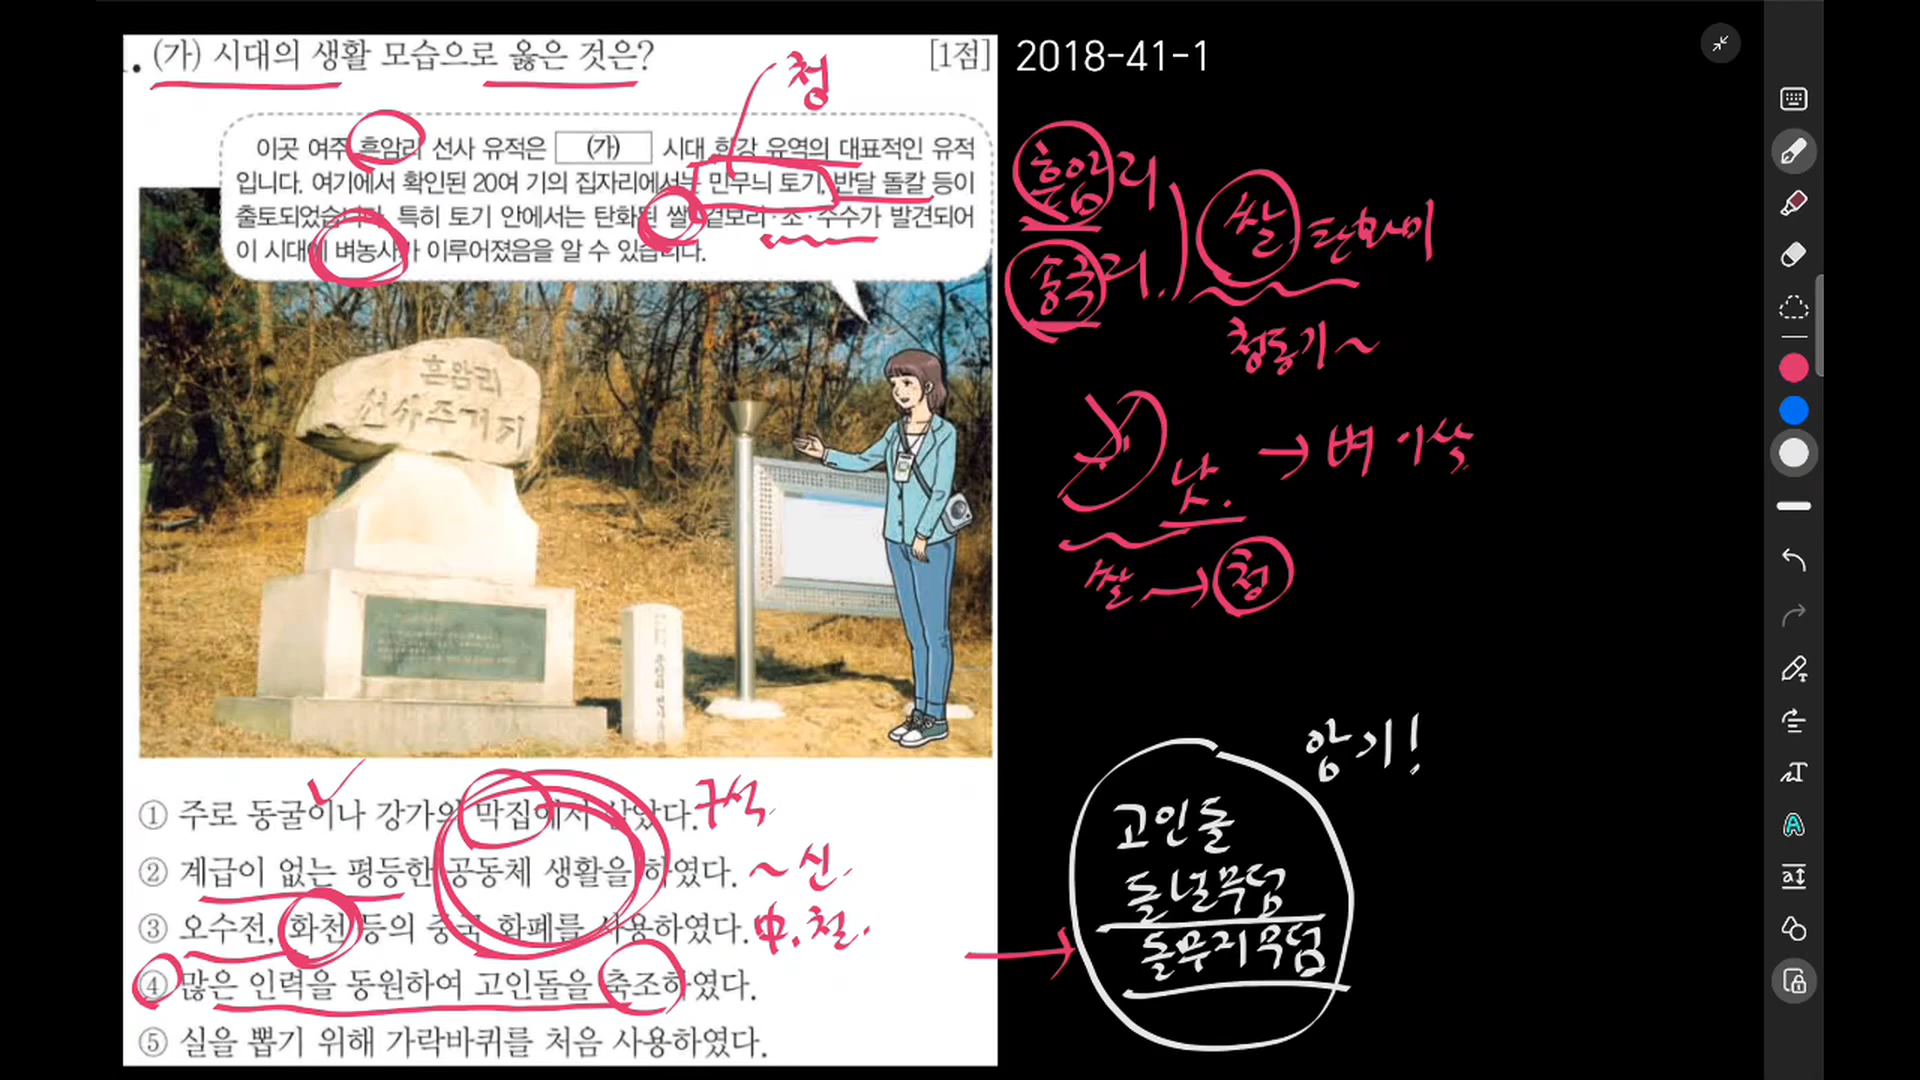 . (가) 시대의 생활 모습으로 옳은 것은? [1점]
청
이곳 여주 흔암리 선사 유적은 (가) 시대 한강 유역의 대표적인 유적
입니다. 여기에서 확인된 20여 기의 집자리에서는 민무늬 토기, 반달 돌칼 등이
출토되었습니다. 특히 토기 안에서는 탄화된 쌀·겉보리·조·수수가 발견되어
이 시대에 벼농사가 이루어졌음을 알 수 있습니다.
흔암리
선사주거지
① 주로 동굴이나 강가의 막집에서 살았다. 구석
② 계급이 없는 평등한 공동체 생활을 하였다. ~신.
③ 오수전, 화천 등의 중국 화폐를 사용하였다. 中. 철.
④ 많은 인력을 동원하여 고인돌을 축조하였다.
⑤ 실을 뽑기 위해 가락바퀴를 처음 사용하였다.
2018-41-1
흔암리
송국리.
쌀. 탄화미
청동기~
낫. → 벼 이삭
쌀 → 청
암기!
고인돌
돌널무덤
돌무지무덤